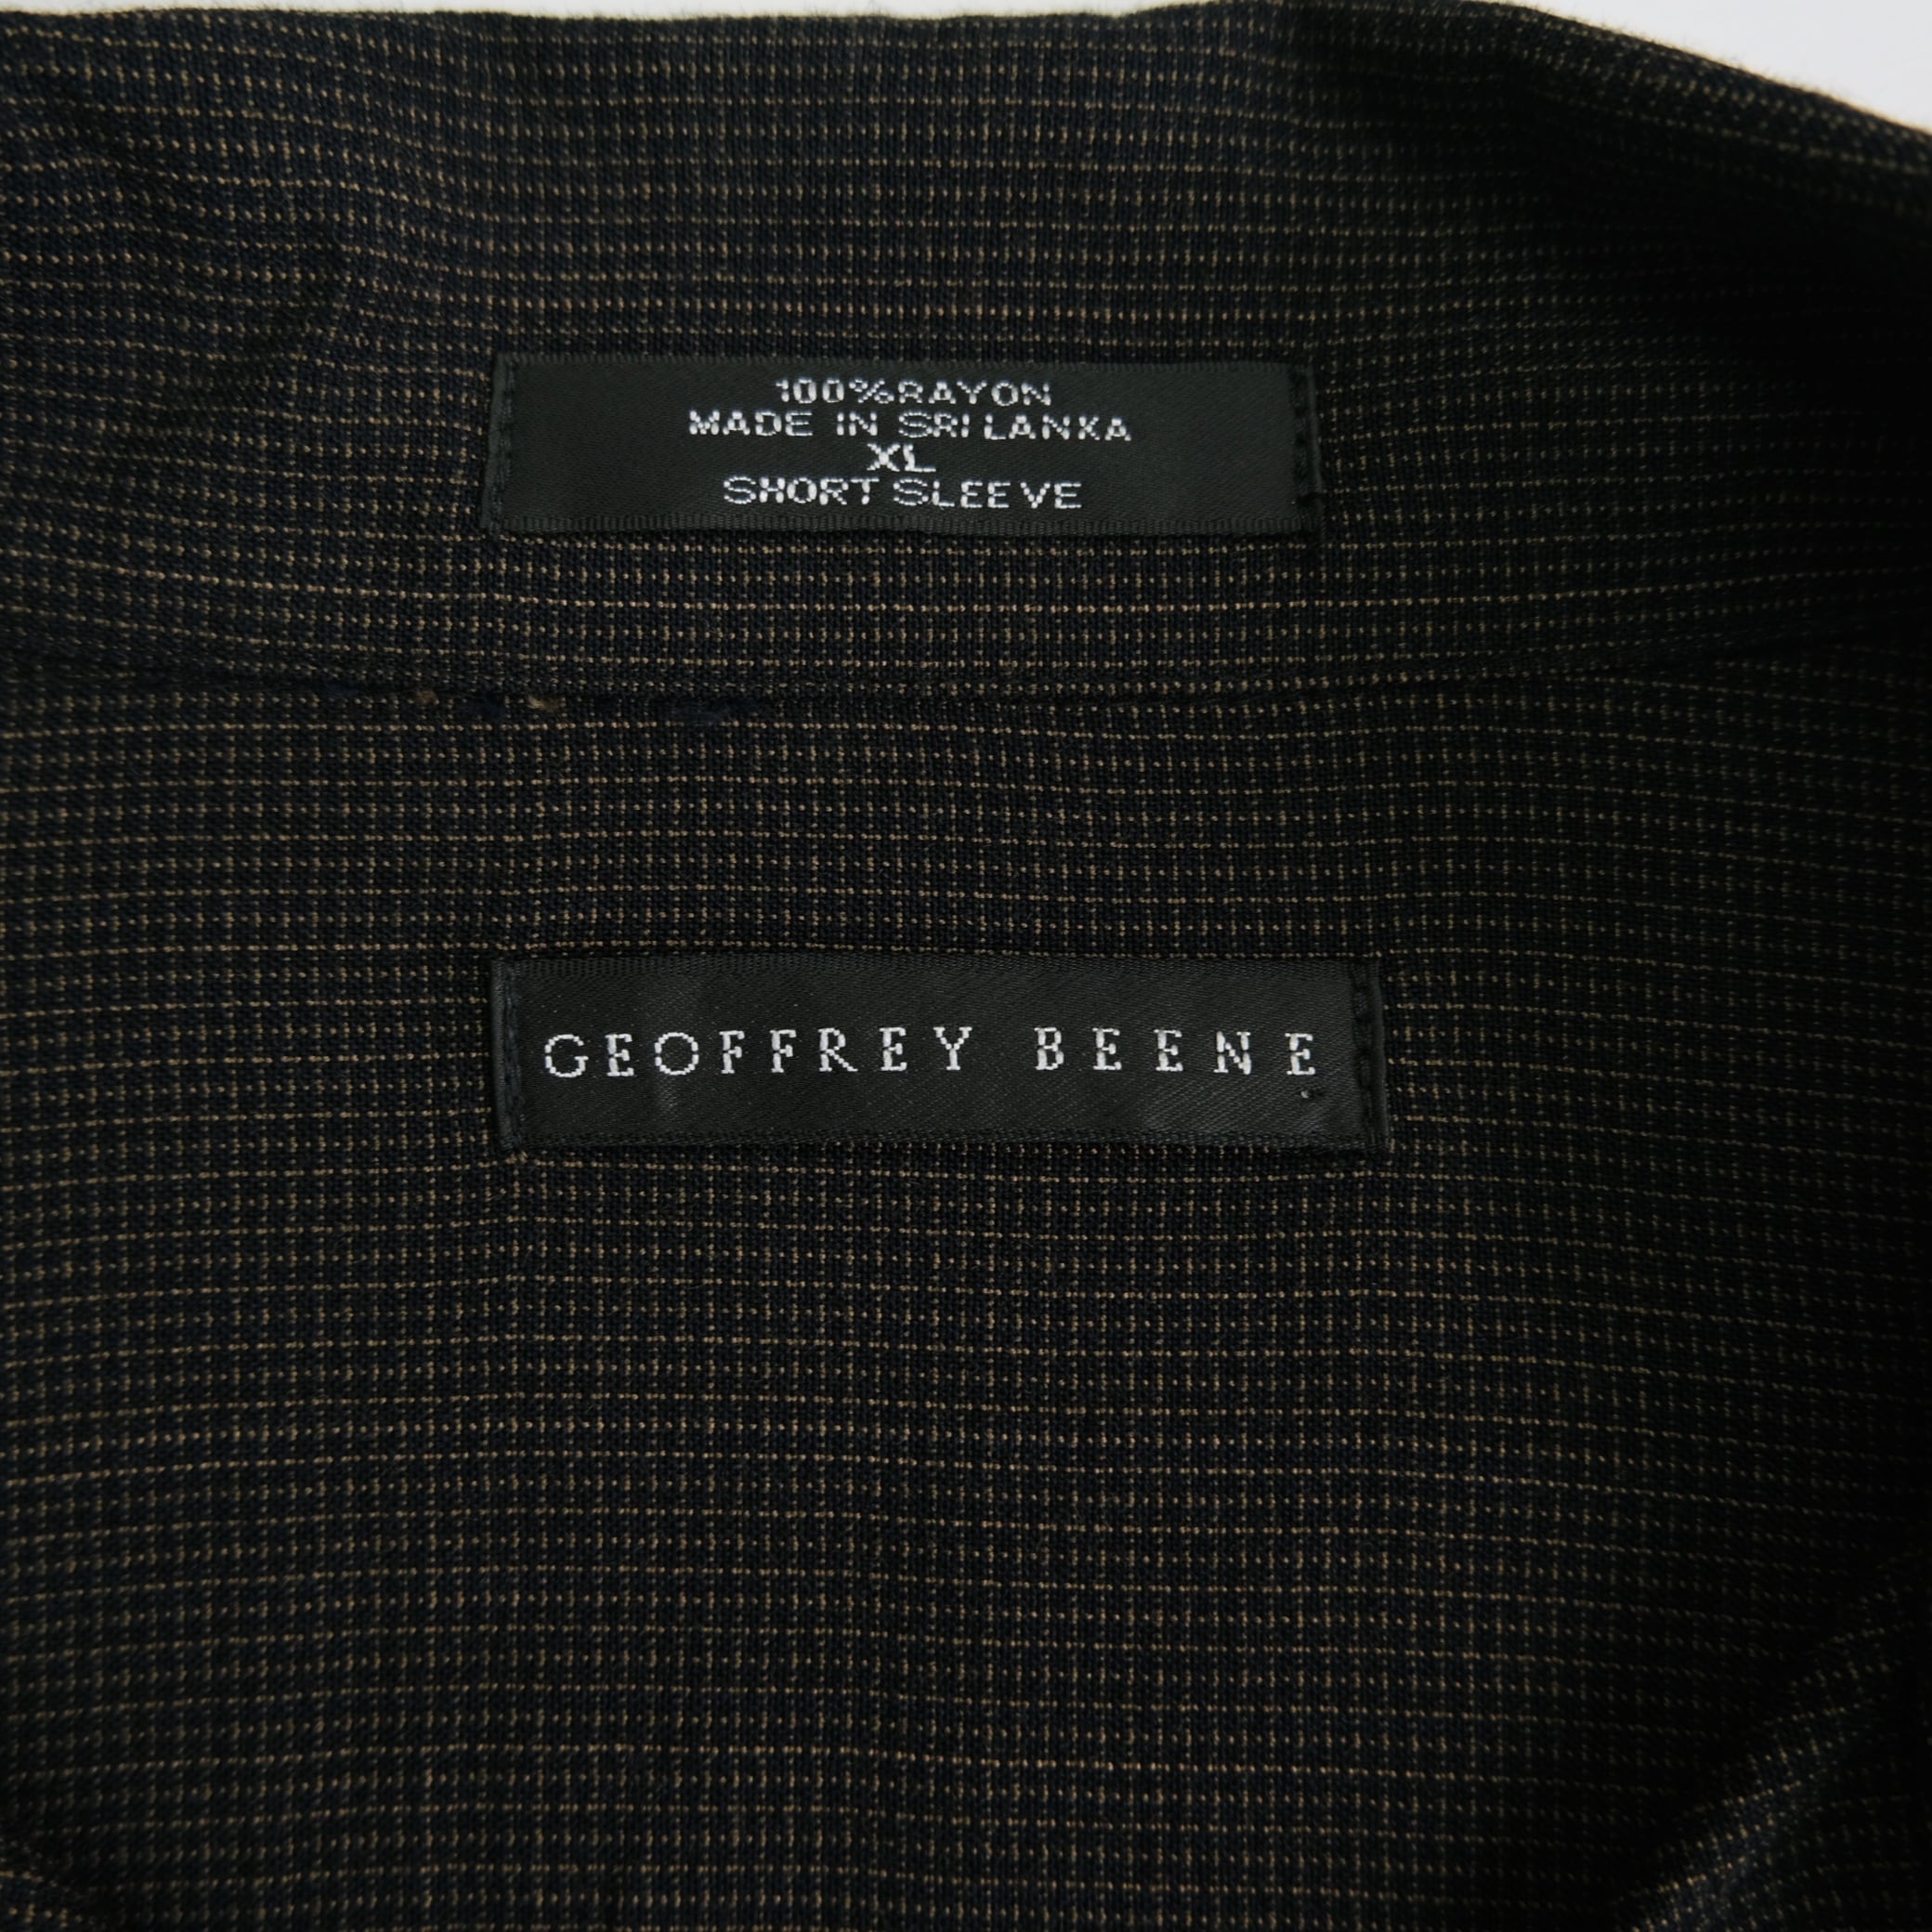 100%RAYON
MADE IN SRI LANKA
XL
SHORT SLEEVE
GEOFFREY BEENE